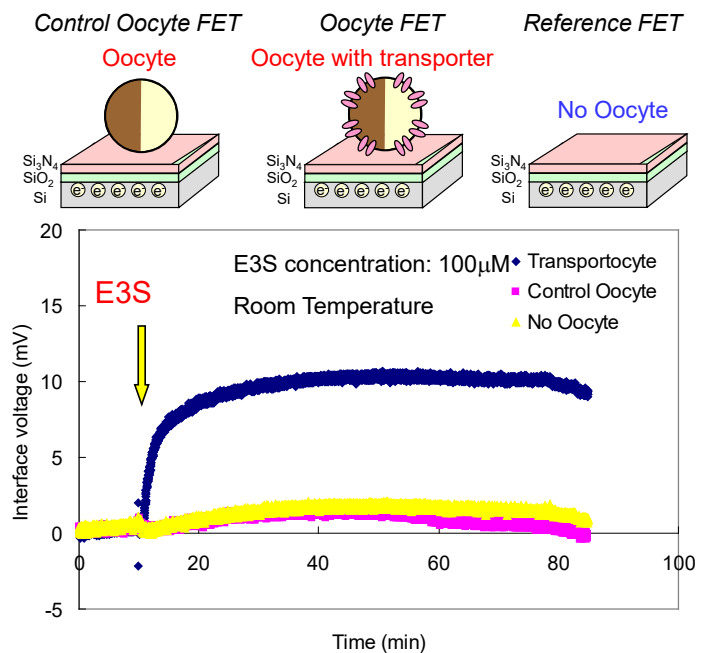 Control Oocyte FET
Oocyte FET
Reference FET
Oocyte
Oocyte with transporter
No Oocyte
Si₃N₄
SiO₂
Si
e⁻ e⁻ e⁻ e⁻ e⁻
Si₃N₄
SiO₂
Si
e⁻ e⁻ e⁻ e⁻ e⁻
Si₃N₄
SiO₂
Si
e⁻ e⁻ e⁻ e⁻ e⁻
20
15
10
5
0
-5
Interface voltage (mV)
E3S
E3S concentration: 100μM
Room Temperature
Transportocyte
Control Oocyte
No Oocyte
0 20 40 60 80 100
Time (min)